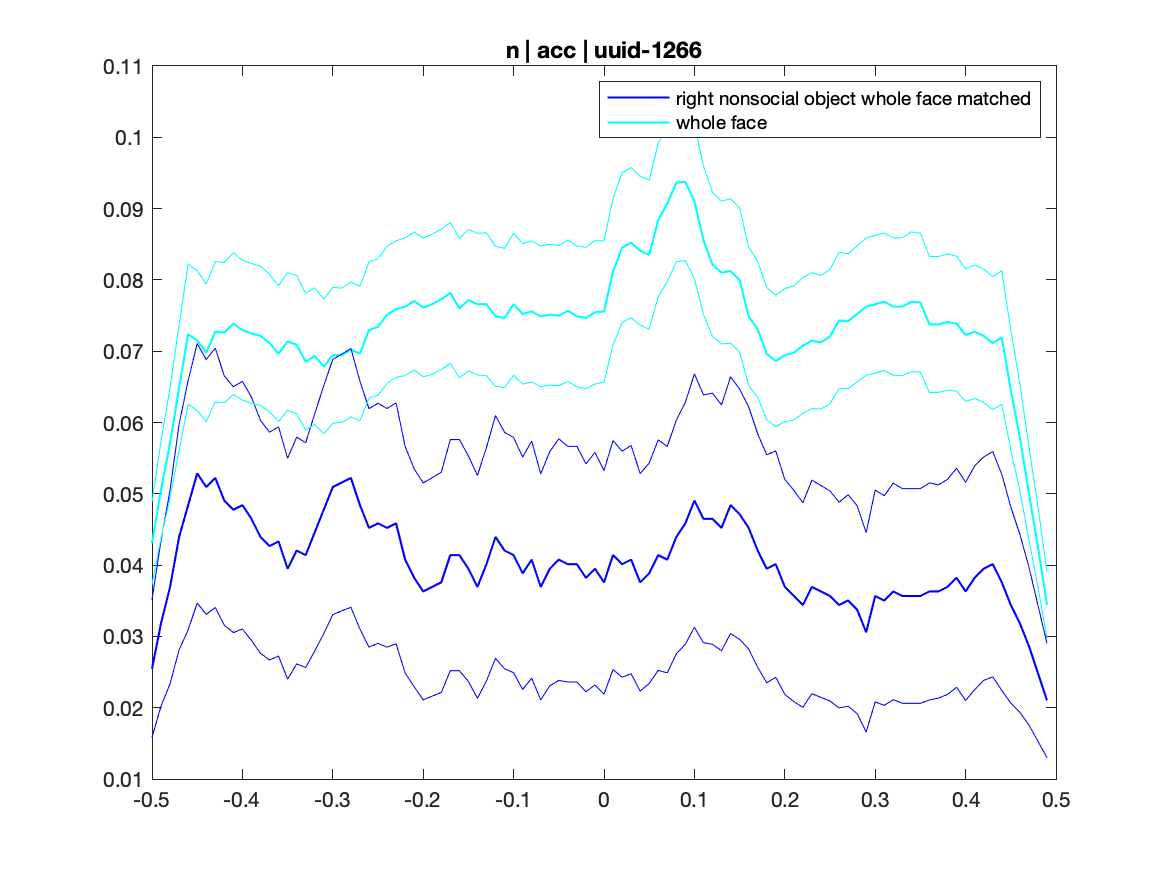 n | acc | uuid-1266
0.11
0.1
0.09
0.08
0.07
0.06
0.05
0.04
0.03
0.02
0.01
right nonsocial object whole face matched
whole face
-0.5 -0.4 -0.3 -0.2 -0.1 0 0.1 0.2 0.3 0.4 0.5